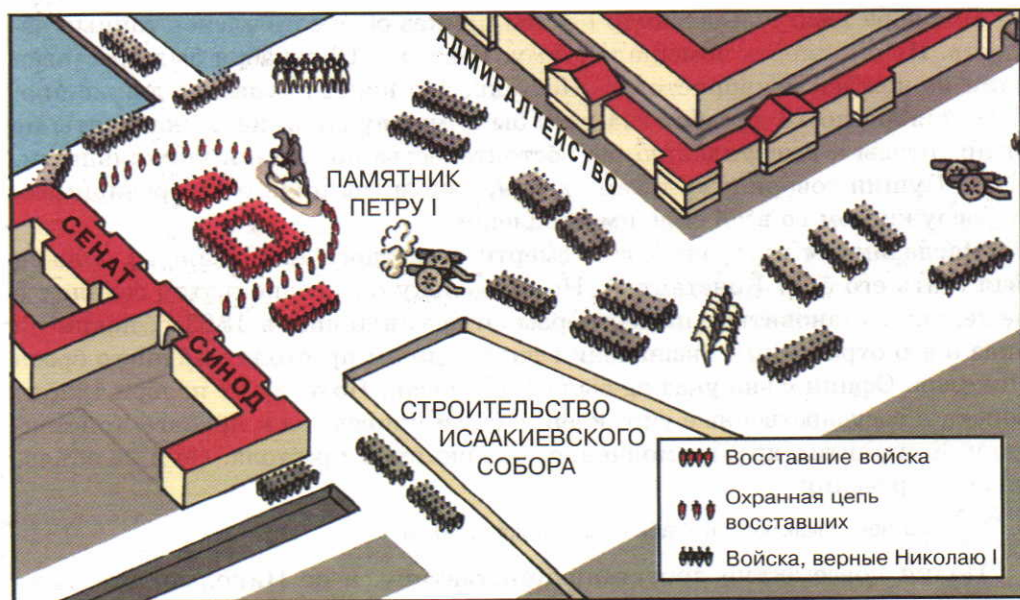 АДМИРАЛТЕЙСТВО
ПАМЯТНИК
ПЕТРУ I
СЕНАТ
СИНОД
СТРОИТЕЛЬСТВО
ИСААКИЕВСКОГО
СОБОРА
Восставшие войска
Охранная цепь
восставших
Войска, верные Николаю I